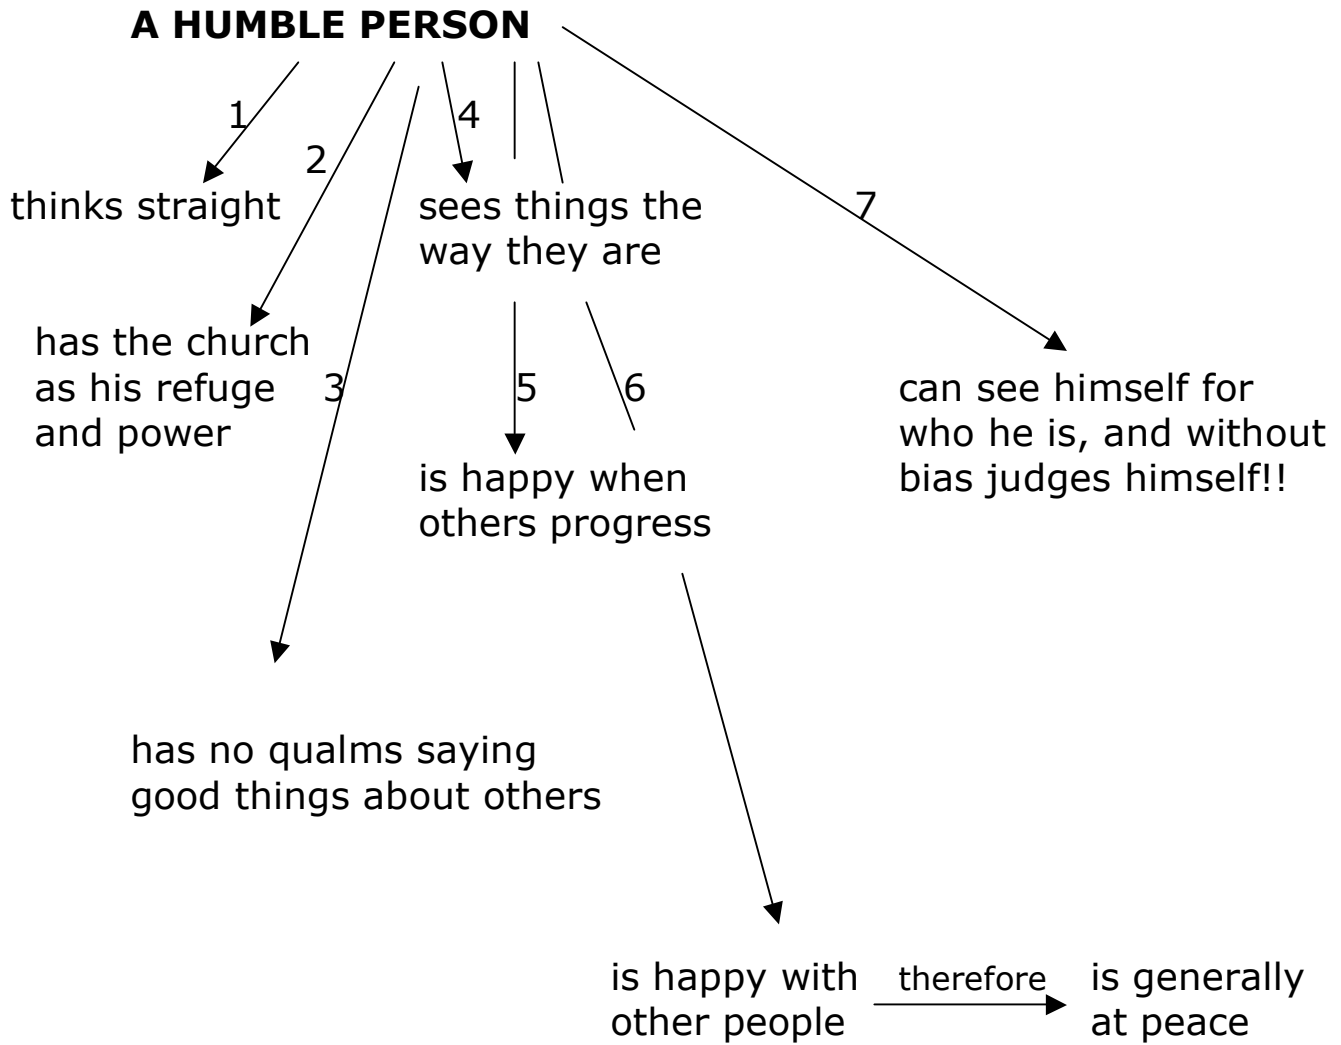 A HUMBLE PERSON
1
4
2
thinks straight
sees things the
way they are
7
has the church
as his refuge
and power
3
5
6
can see himself for
who he is, and without
bias judges himself!!
is happy when
others progress
has no qualms saying
good things about others
is happy with
other people
therefore
is generally
at peace